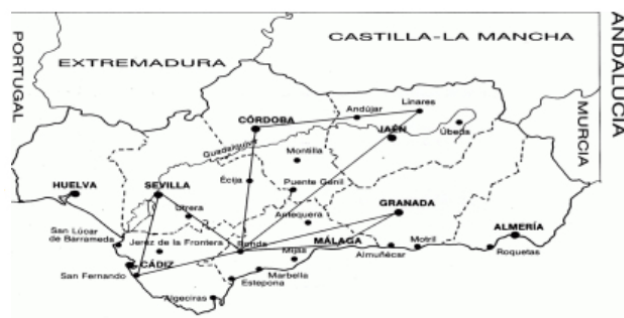 CASTILLA-LA MANCHA
ANDALUCÍA
PORTUGAL
EXTREMADURA
MURCIA
Linares
Andújar
CÓRDOBA
JAÉN
Úbeda
Guadalquivir
Montilla
HUELVA
SEVILLA
Écija
Puente Genil
GRANADA
Utrera
Antequera
San Lúcar
de Barrameda
Jerez de la Frontera
Ronda
MÁLAGA
Motril
ALMERÍA
Mijas
Almuñécar
Roquetas
CÁDIZ
San Fernando
Marbella
Estepona
Algeciras